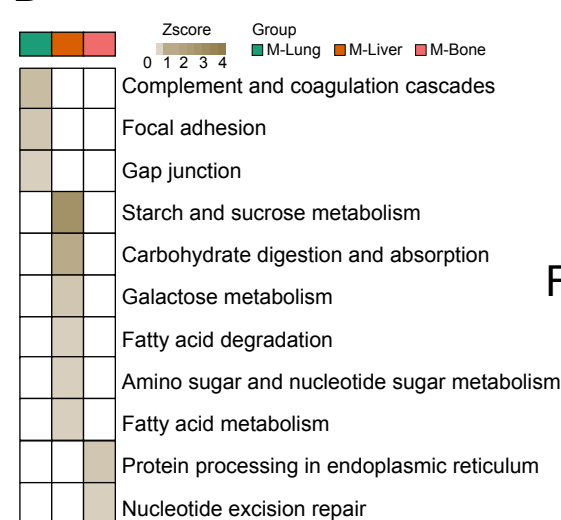 Zscore
0 1 2 3 4
Group
M-Lung M-Liver M-Bone
Complement and coagulation cascades
Focal adhesion
Gap junction
Starch and sucrose metabolism
Carbohydrate digestion and absorption
Galactose metabolism
Fatty acid degradation
Amino sugar and nucleotide sugar metabolism
Fatty acid metabolism
Protein processing in endoplasmic reticulum
Nucleotide excision repair